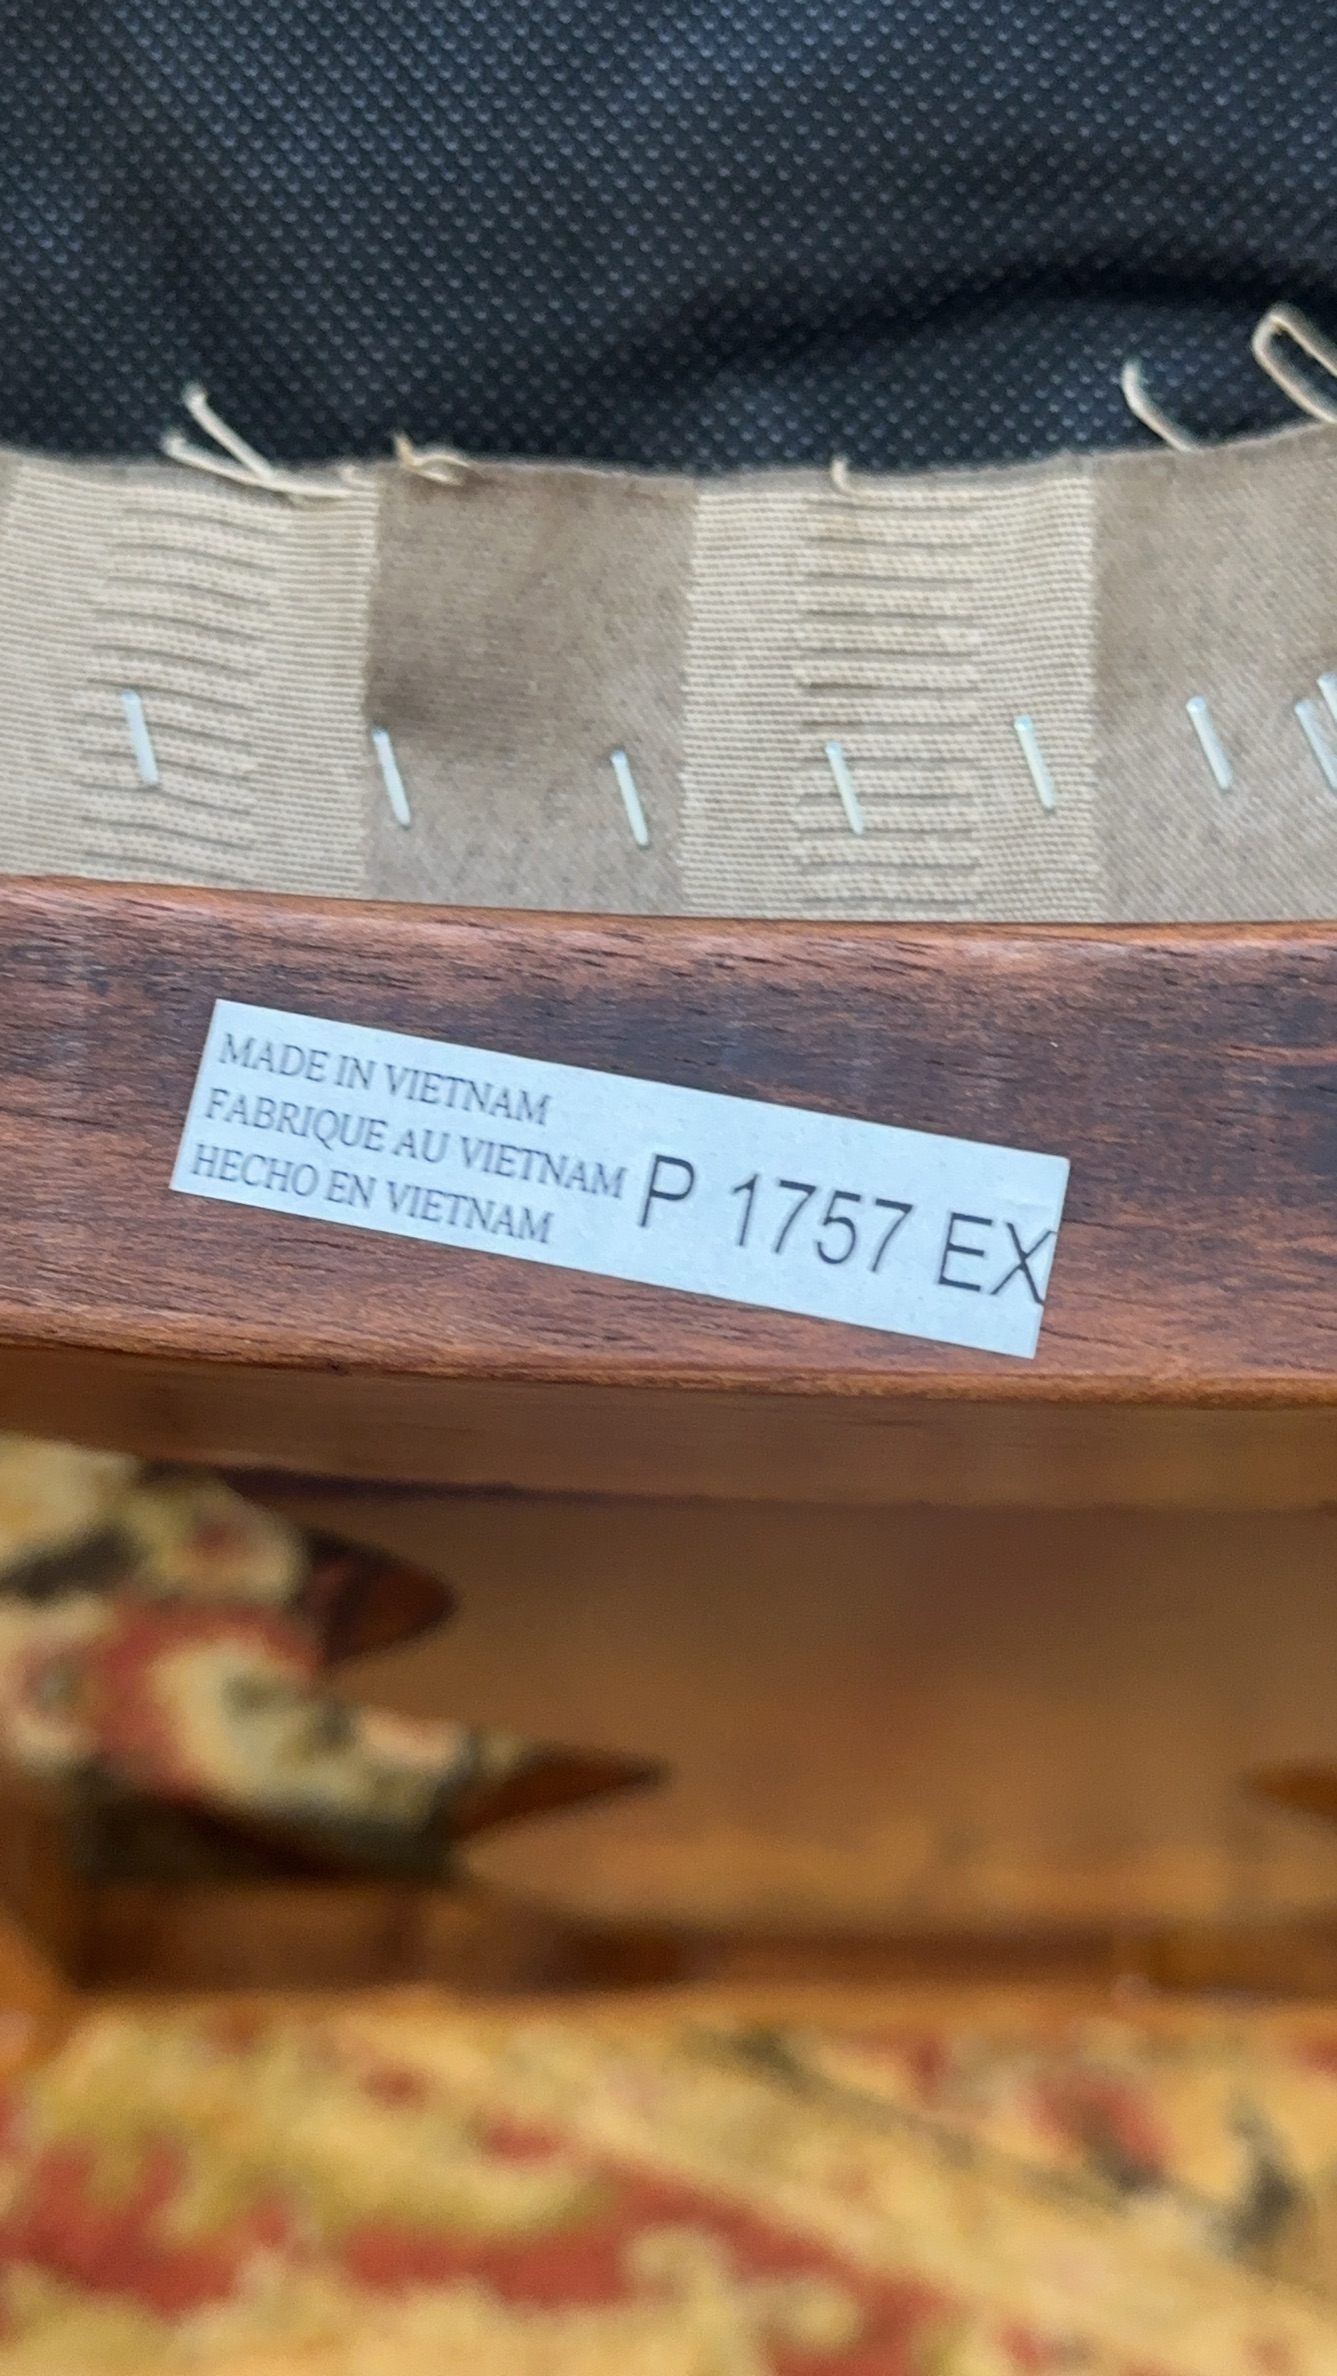 MADE IN VIETNAM
FABRIQUE AU VIETNAM
HECHO EN VIETNAM
P 1757 EX